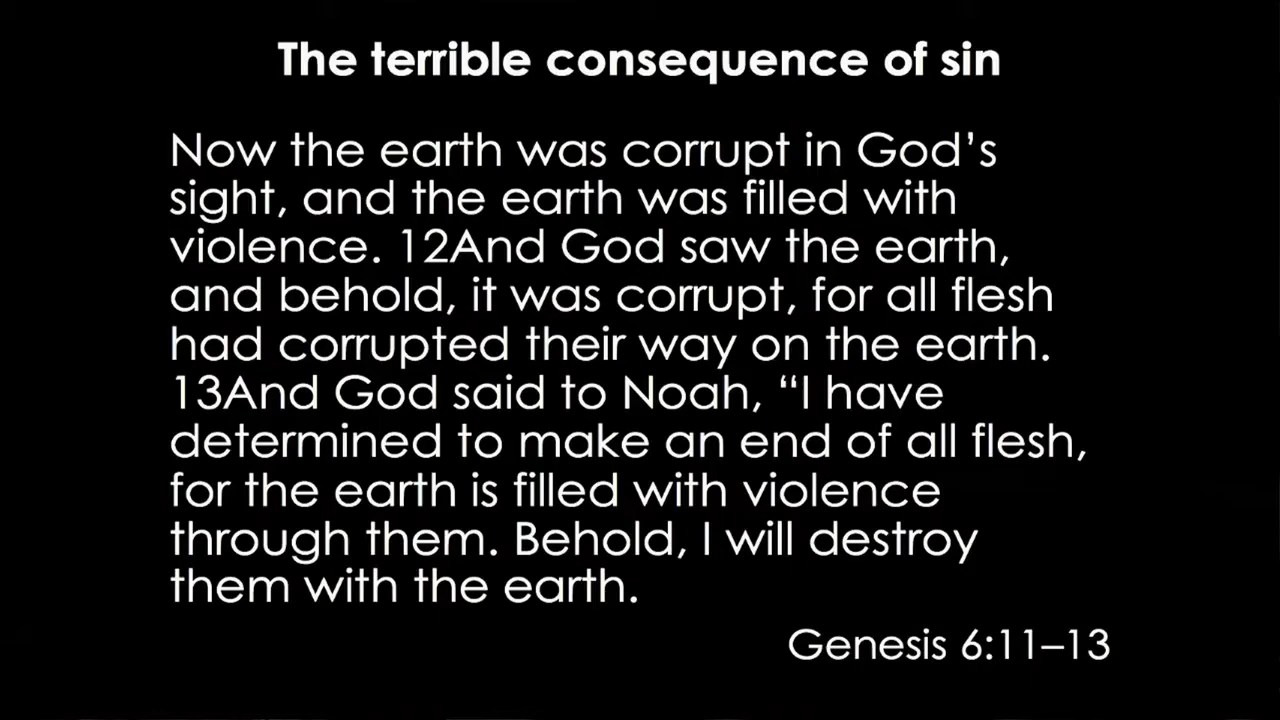 The terrible consequence of sin
Now the earth was corrupt in God’s
sight, and the earth was filled with
violence. 12And God saw the earth,
and behold, it was corrupt, for all flesh
had corrupted their way on the earth.
13And God said to Noah, “I have
determined to make an end of all flesh,
for the earth is filled with violence
through them. Behold, I will destroy
them with the earth.
Genesis 6:11–13